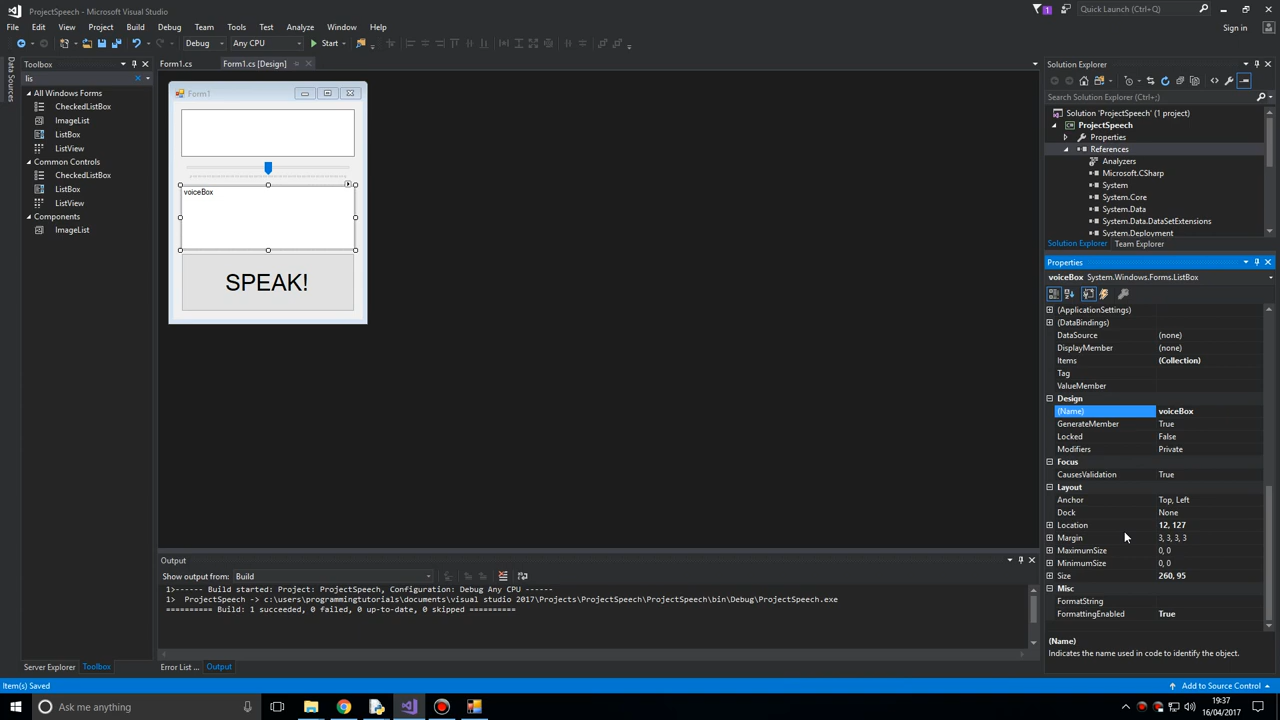 ProjectSpeech - Microsoft Visual Studio
1
Quick Launch (Ctrl+;)
File Edit View Project Build Debug Team Tools Test Analyze Window Help
Sign in
Debug Any CPU Start
Data Sources
Toolbox
lis
All Windows Forms
CheckedListBox
ImageList
ListBox
ListView
Common Controls
CheckedListBox
ListBox
ListView
Components
ImageList
Server Explorer Toolbox
Form1.cs Form1.cs [Design]
Form1
voiceBox
SPEAK!
Output
Show output from: Build
1>------ Build started: Project: ProjectSpeech, Configuration: Debug Any CPU ------
1> ProjectSpeech -> c:\users\programmingtutorials\documents\visual studio 2017\Projects\ProjectSpeech\ProjectSpeech\bin\Debug\ProjectSpeech.exe
========== Build: 1 succeeded, 0 failed, 0 up-to-date, 0 skipped ==========
Error List ... Output
Solution Explorer
Search Solution Explorer (Ctrl+;)
Solution 'ProjectSpeech' (1 project)
ProjectSpeech
Properties
References
Analyzers
Microsoft.CSharp
System
System.Core
System.Data
System.Data.DataSetExtensions
System.Deployment
Solution Explorer Team Explorer
Properties
voiceBox System.Windows.Forms.ListBox
(ApplicationSettings)
(DataBindings)
DataSource (none)
DisplayMember (none)
Items (Collection)
Tag
ValueMember
Design
(Name) voiceBox
GenerateMember True
Locked False
Modifiers Private
Focus
CausesValidation True
Layout
Anchor Top, Left
Dock None
Location 12, 127
Margin 3, 3, 3, 3
MaximumSize 0, 0
MinimumSize 0, 0
Size 260, 95
Misc
FormatString
FormattingEnabled True
(Name)
Indicates the name used in code to identify the object.
Item(s) Saved
Add to Source Control
Ask me anything
19:37
16/04/2017